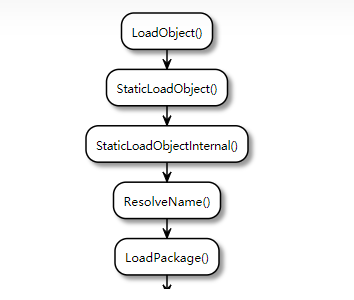 LoadObject()
StaticLoadObject()
StaticLoadObjectInternal()
ResolveName()
LoadPackage()